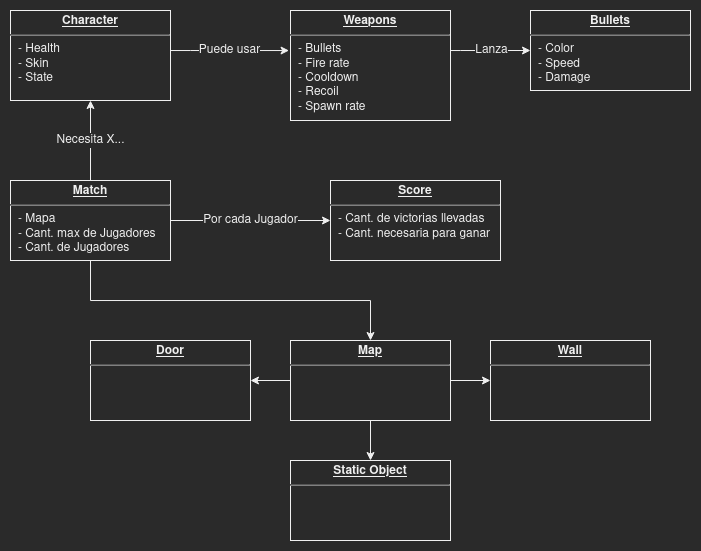 Character
- Health
- Skin
- State
Puede usar
Weapons
- Bullets
- Fire rate
- Cooldown
- Recoil
- Spawn rate
Lanza
Bullets
- Color
- Speed
- Damage
Necesita X...
Match
- Mapa
- Cant. max de Jugadores
- Cant. de Jugadores
Por cada Jugador
Score
- Cant. de victorias llevadas
- Cant. necesaria para ganar
Door
Map
Wall
Static Object